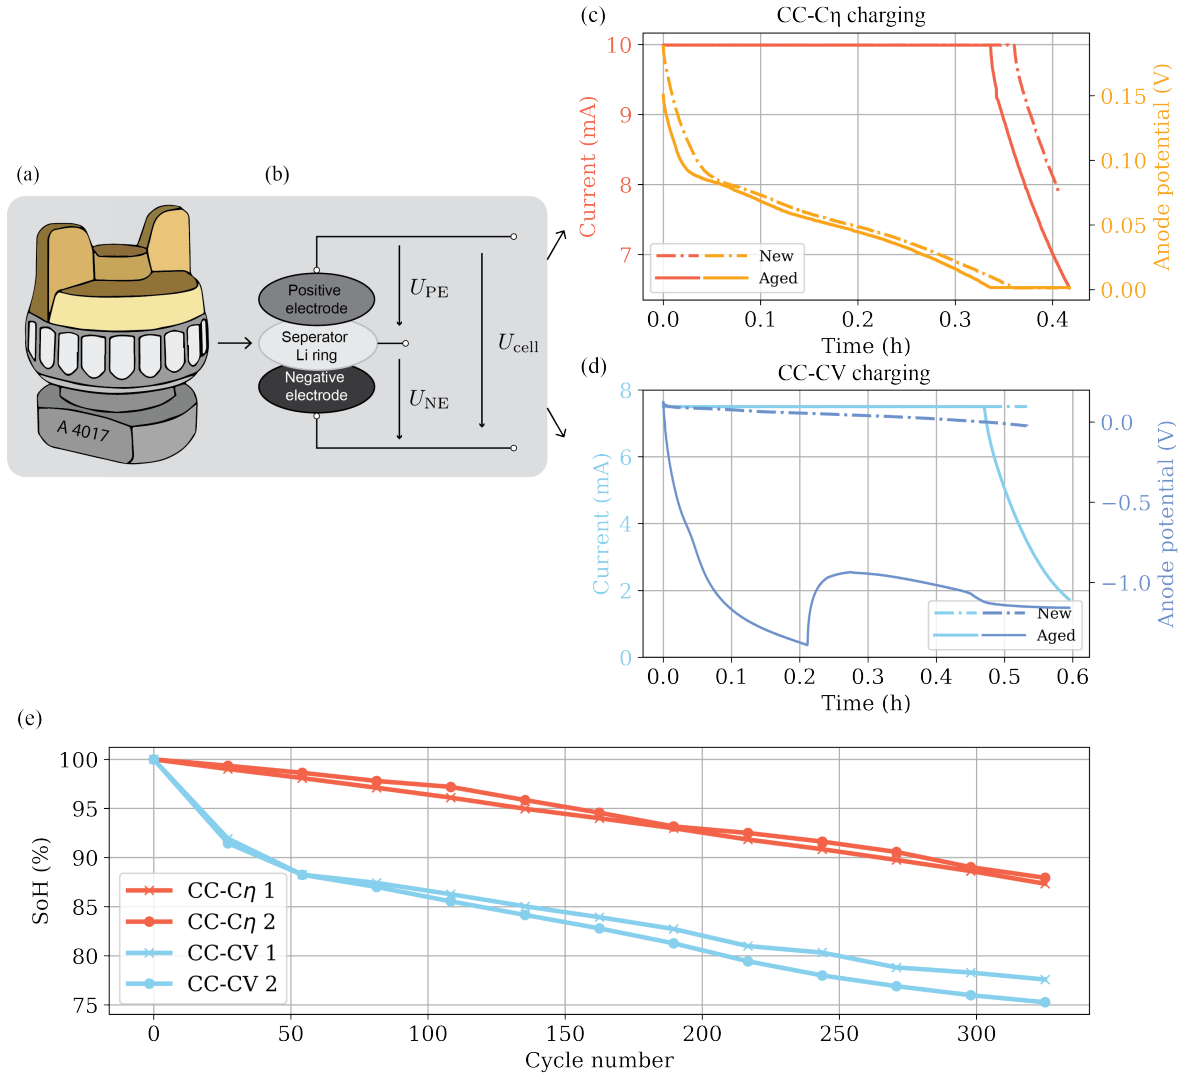 (a)
A 4017
(b)
Positive
electrode
Seperator
Li ring
Negative
electrode
U_PE
U_NE
U_cell
(c)
CC-Cη charging
Current (mA)
10
9
8
7
Anode potential (V)
0.15
0.10
0.05
0.00
New
Aged
0.0 0.1 0.2 0.3 0.4
Time (h)
(d)
CC-CV charging
Current (mA)
8
6
4
2
0
Anode potential (V)
0.0
−0.5
−1.0
New
Aged
0.0 0.1 0.2 0.3 0.4 0.5 0.6
Time (h)
(e)
SoH (%)
100
95
90
85
80
75
CC-Cη 1
CC-Cη 2
CC-CV 1
CC-CV 2
0 50 100 150 200 250 300
Cycle number